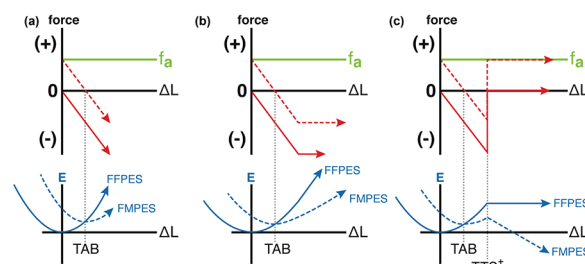 (a)
force
(+)
fa
0
ΔL
(-)
E
FFPES
FMPES
ΔL
TAB
(b)
force
(+)
fa
0
ΔL
(-)
E
FFPES
FMPES
ΔL
TAB
(c)
force
(+)
fa
0
ΔL
(-)
E
FFPES
ΔL
FMPES
TAB